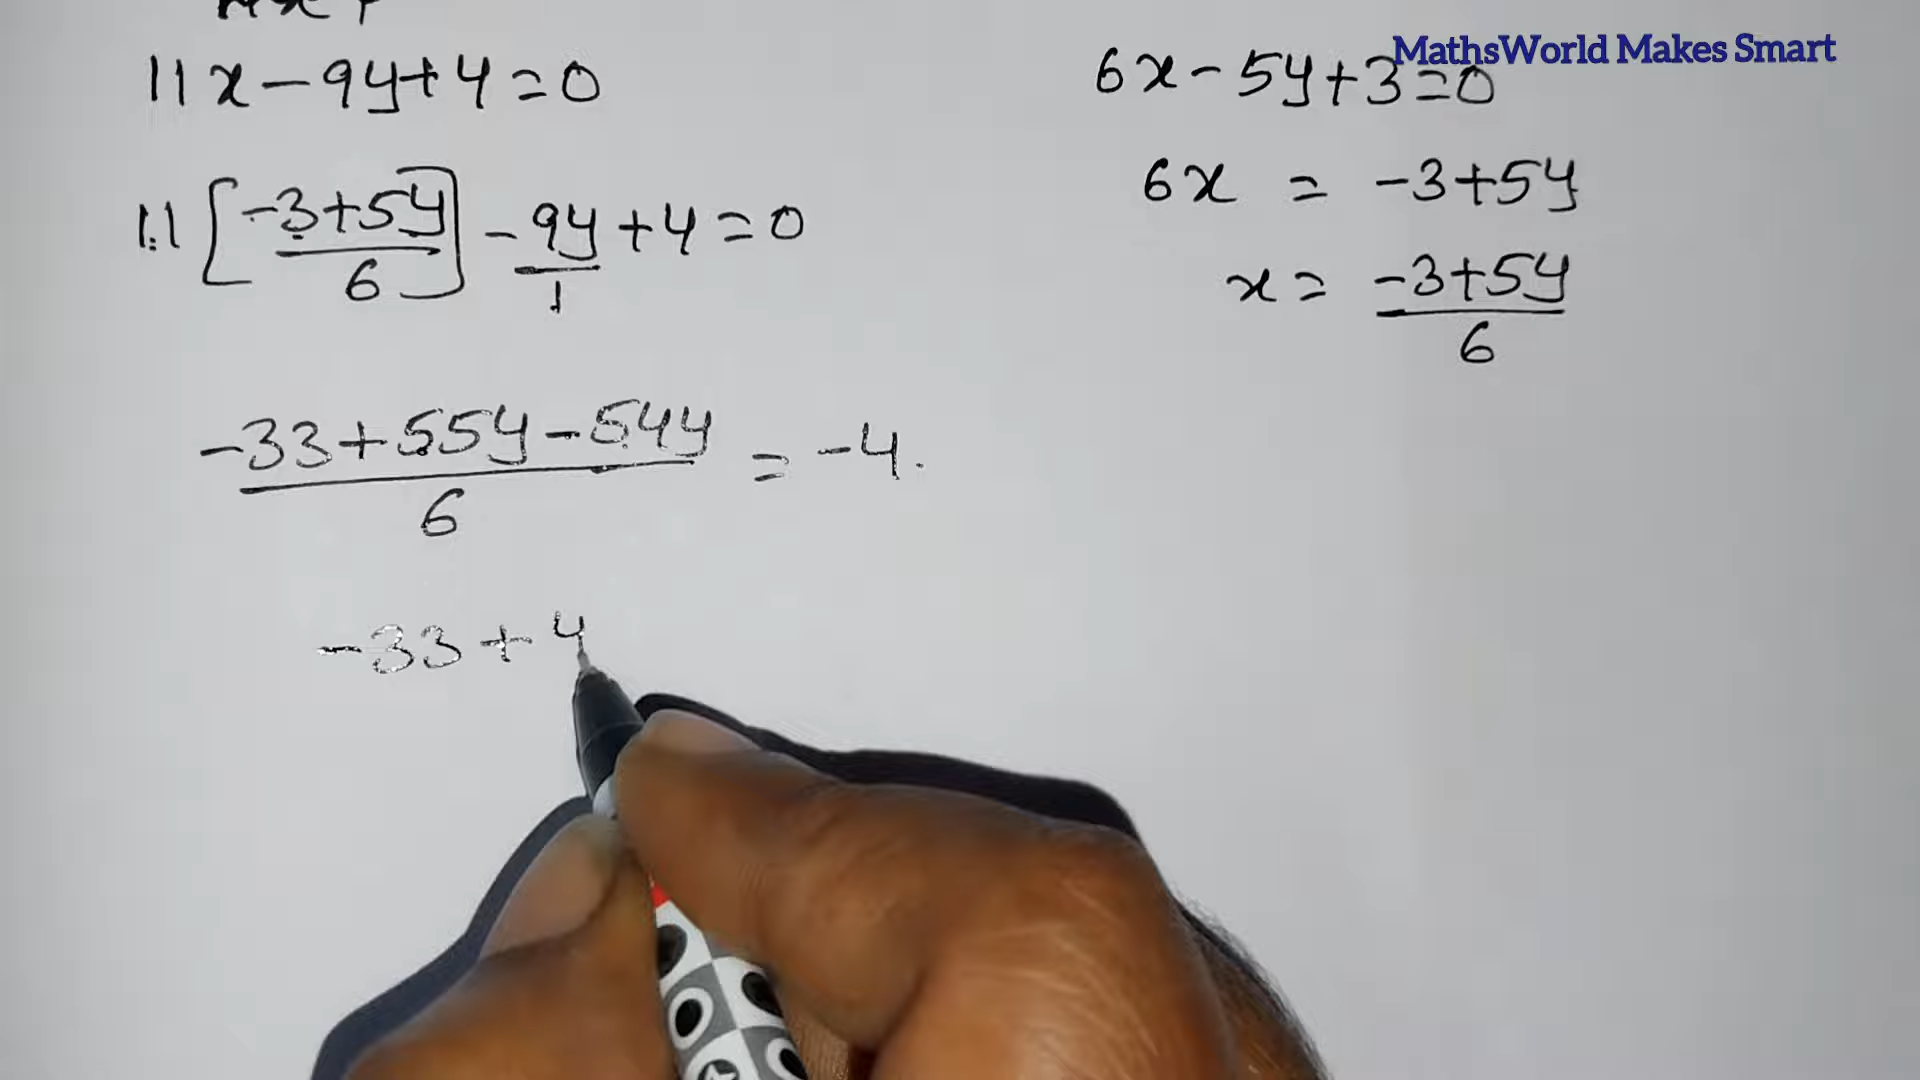 MathsWorld Makes Smart
11x - 9y + 4 = 0
11 [ -3 + 5y / 6 ] - 9y / 1 + 4 = 0
-33 + 55y - 54y / 6 = -4.
-33 + y
6x - 5y + 3 = 0
6x = -3 + 5y
x = -3 + 5y / 6